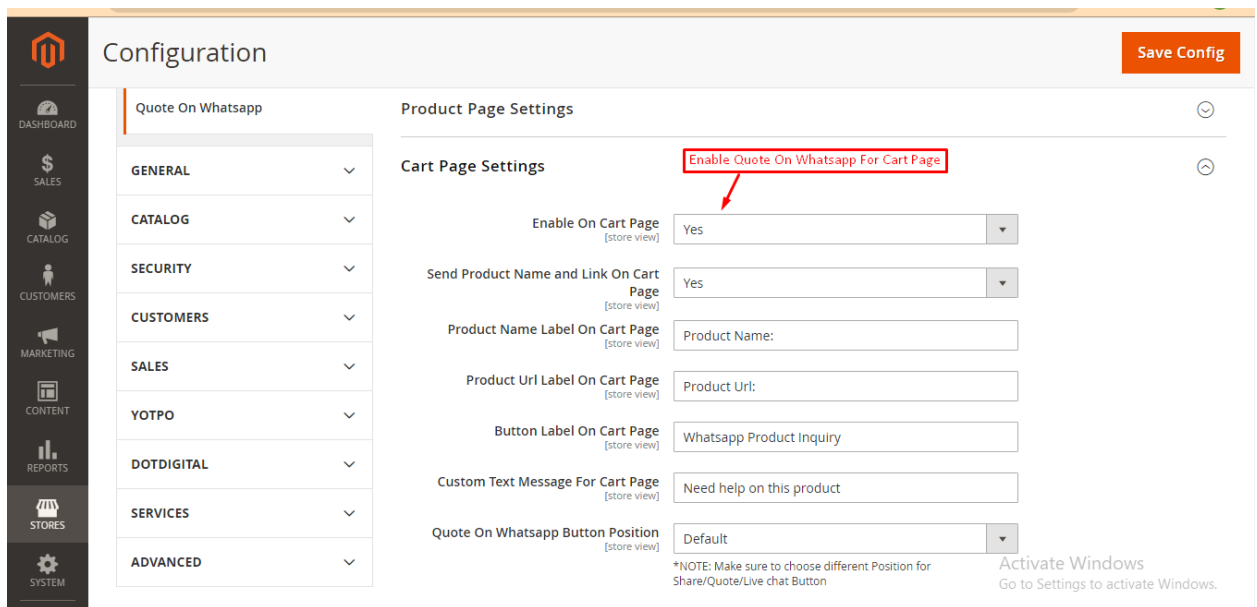 Configuration
Save Config
DASHBOARD
SALES
CATALOG
CUSTOMERS
MARKETING
CONTENT
REPORTS
STORES
SYSTEM
Quote On Whatsapp
GENERAL
CATALOG
SECURITY
CUSTOMERS
SALES
YOTPO
DOTDIGITAL
SERVICES
ADVANCED
Product Page Settings
Cart Page Settings
Enable Quote On Whatsapp For Cart Page
Enable On Cart Page
[store view]
Yes
Send Product Name and Link On Cart
Page
[store view]
Yes
Product Name Label On Cart Page
[store view]
Product Name:
Product Url Label On Cart Page
[store view]
Product Url:
Button Label On Cart Page
[store view]
Whatsapp Product Inquiry
Custom Text Message For Cart Page
[store view]
Need help on this product
Quote On Whatsapp Button Position
[store view]
Default
*NOTE: Make sure to choose different Position for
Share/Quote/Live chat Button
Activate Windows
Go to Settings to activate Windows.